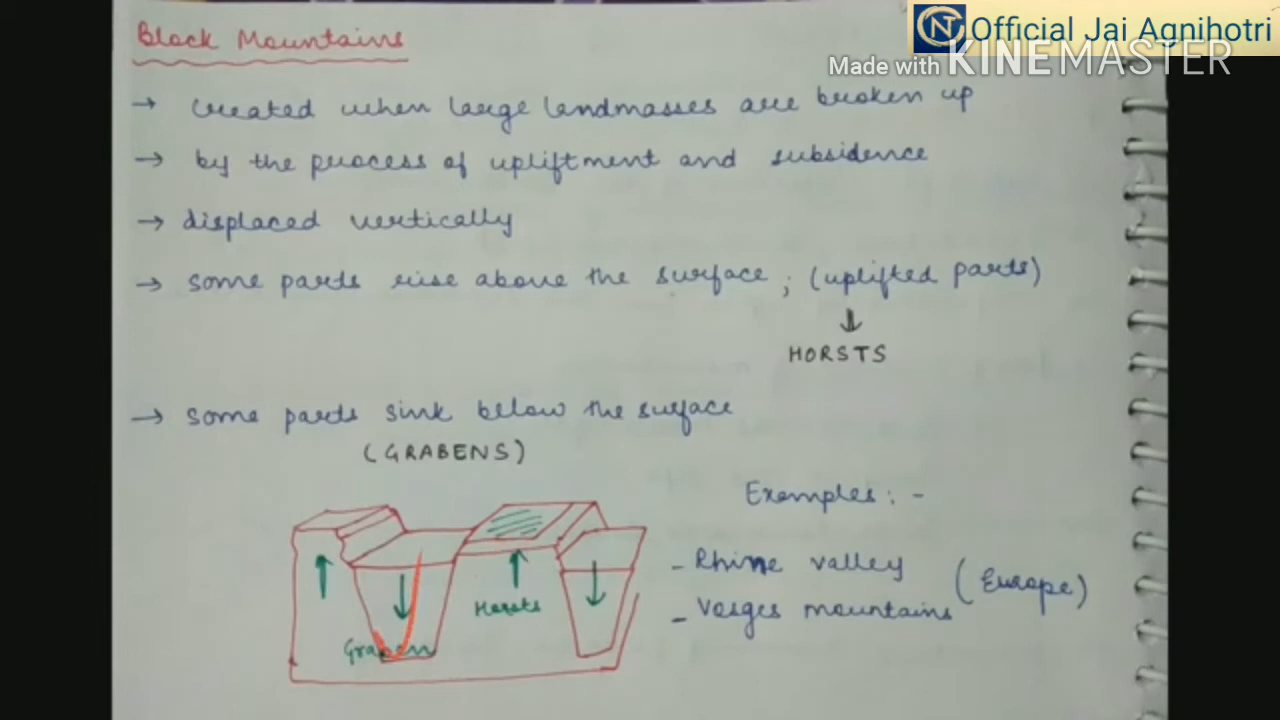 Official Jai Agnihotri
Made with KINEMASTER
Block Mountains
→ created when large landmasses are broken up
→ by the process of upliftment and subsidence
→ displaced vertically
→ some parts rise above the surface ; (uplifted parts)
↓
HORSTS
→ some parts sink below the surface
(GRABENS)
Examples : -
- Rhine valley
- Vosges mountains
(Europe)
Horsts
Graben